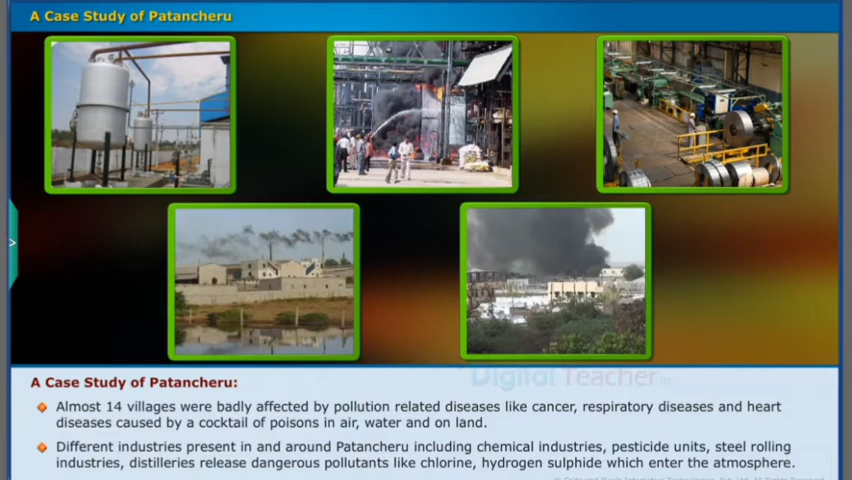 A Case Study of Patancheru
>
A Case Study of Patancheru:
Digital Teacher.in
Almost 14 villages were badly affected by pollution related diseases like cancer, respiratory diseases and heart
diseases caused by a cocktail of poisons in air, water and on land.
Different industries present in and around Patancheru including chemical industries, pesticide units, steel rolling
industries, distilleries release dangerous pollutants like chlorine, hydrogen sulphide which enter the atmosphere.